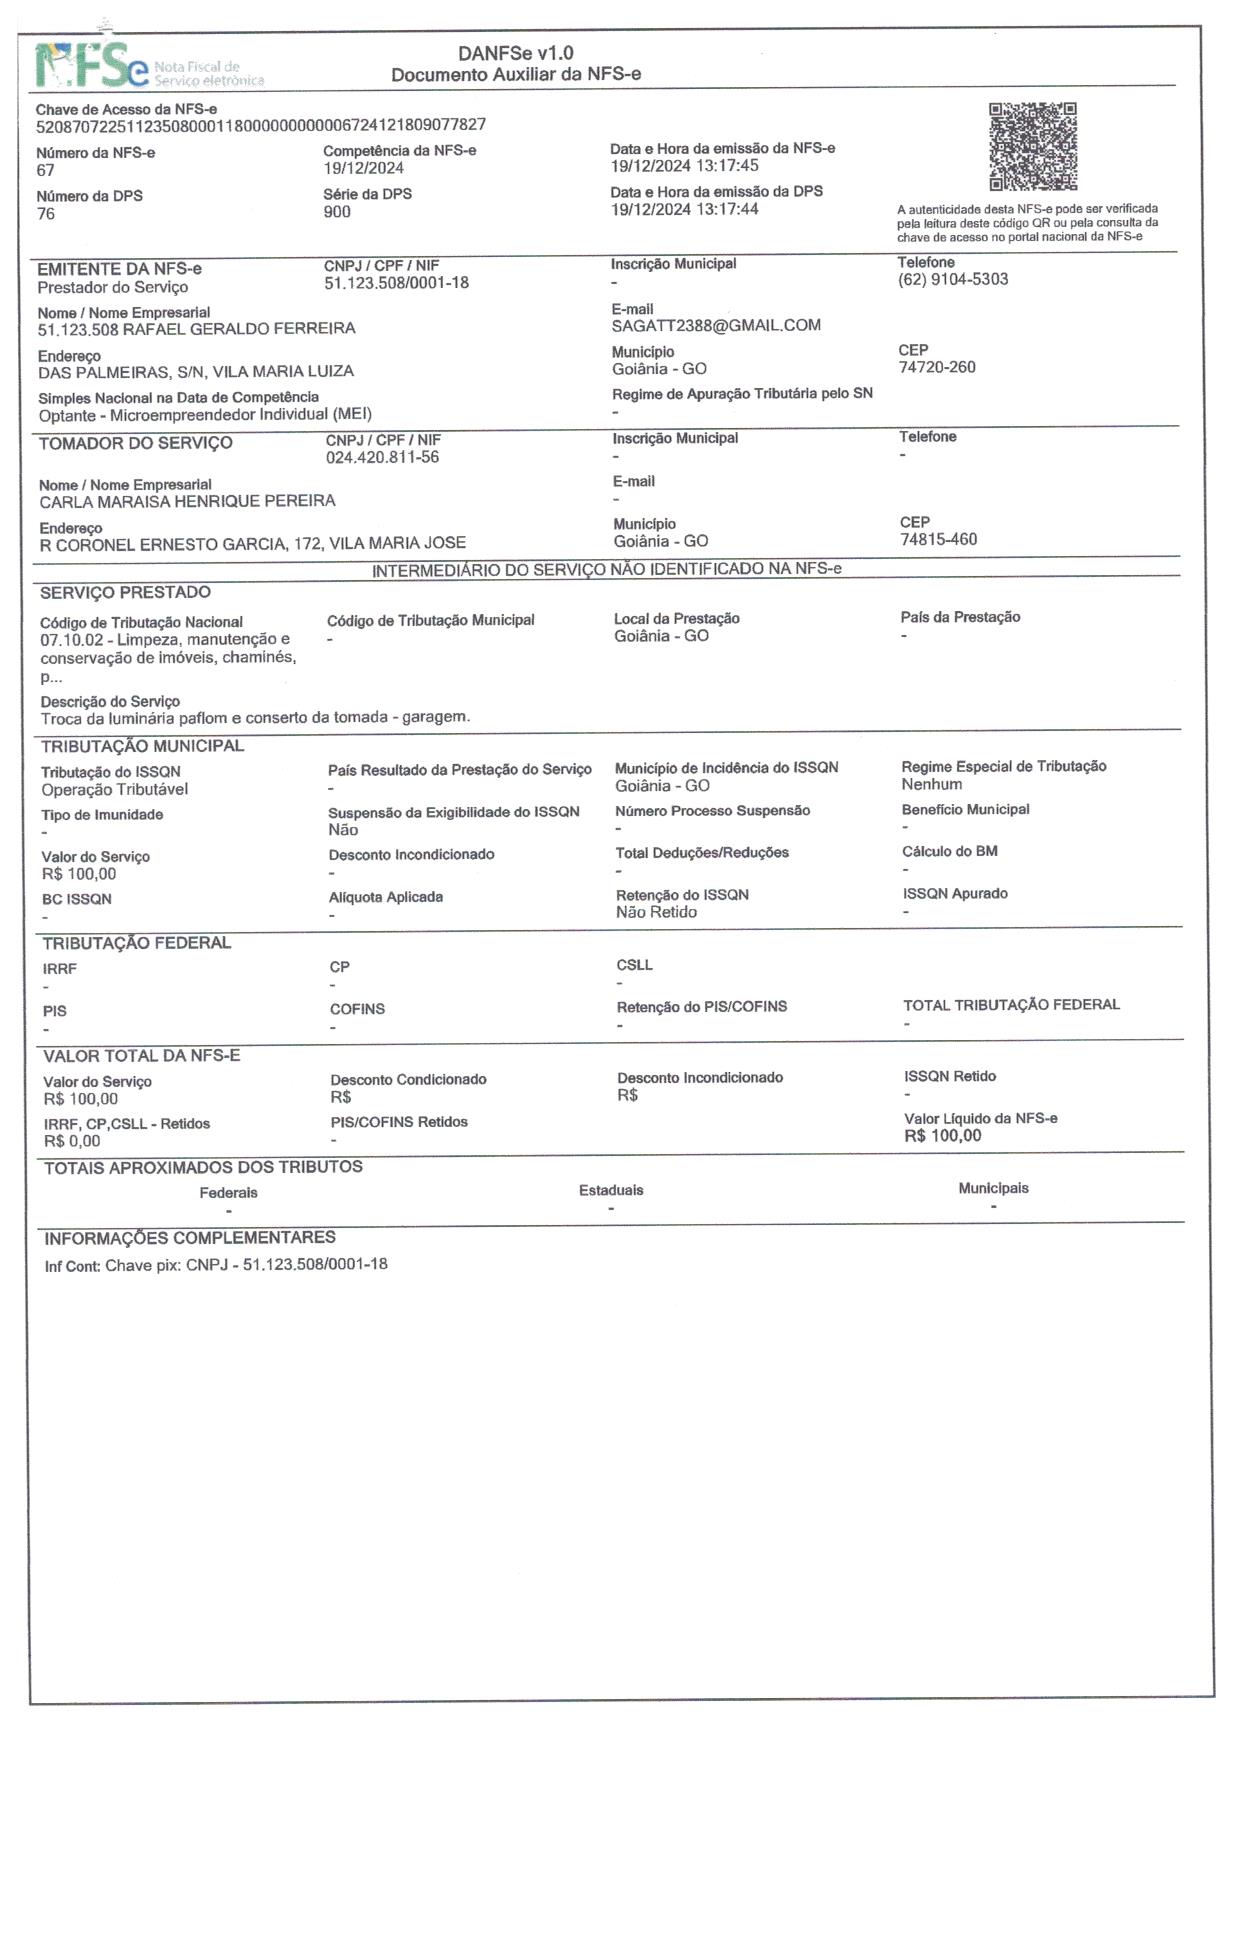 NFSe Nota Fiscal de
Serviço eletrônica
DANFSe v1.0
Documento Auxiliar da NFS-e
Chave de Acesso da NFS-e
52087072251123508000118000000000006724121809077827
Número da NFS-e
67
Competência da NFS-e
19/12/2024
Data e Hora da emissão da NFS-e
19/12/2024 13:17:45
Número da DPS
76
Série da DPS
900
Data e Hora da emissão da DPS
19/12/2024 13:17:44
A autenticidade desta NFS-e pode ser verificada
pela leitura deste código QR ou pela consulta da
chave de acesso no portal nacional da NFS-e
EMITENTE DA NFS-e
Prestador do Serviço
CNPJ / CPF / NIF
51.123.508/0001-18
Inscrição Municipal
-
Telefone
(62) 9104-5303
Nome / Nome Empresarial
51.123.508 RAFAEL GERALDO FERREIRA
E-mail
SAGATT2388@GMAIL.COM
Endereço
DAS PALMEIRAS, S/N, VILA MARIA LUIZA
Município
Goiânia - GO
CEP
74720-260
Simples Nacional na Data de Competência
Optante - Microempreendedor Individual (MEI)
Regime de Apuração Tributária pelo SN
-
TOMADOR DO SERVIÇO
CNPJ / CPF / NIF
024.420.811-56
Inscrição Municipal
-
Telefone
-
Nome / Nome Empresarial
CARLA MARAISA HENRIQUE PEREIRA
E-mail
-
Endereço
R CORONEL ERNESTO GARCIA, 172, VILA MARIA JOSE
Município
Goiânia - GO
CEP
74815-460
INTERMEDIÁRIO DO SERVIÇO NÃO IDENTIFICADO NA NFS-e
SERVIÇO PRESTADO
Código de Tributação Nacional
07.10.02 - Limpeza, manutenção e
conservação de imóveis, chaminés,
p...
Código de Tributação Municipal
-
Local da Prestação
Goiânia - GO
País da Prestação
-
Descrição do Serviço
Troca da luminária paflom e conserto da tomada - garagem.
TRIBUTAÇÃO MUNICIPAL
Tributação do ISSQN
Operação Tributável
País Resultado da Prestação do Serviço
-
Município de Incidência do ISSQN
Goiânia - GO
Regime Especial de Tributação
Nenhum
Tipo de Imunidade
-
Suspensão da Exigibilidade do ISSQN
Não
Número Processo Suspensão
-
Benefício Municipal
-
Valor do Serviço
R$ 100,00
Desconto Incondicionado
-
Total Deduções/Reduções
-
Cálculo do BM
-
BC ISSQN
-
Alíquota Aplicada
-
Retenção do ISSQN
Não Retido
ISSQN Apurado
-
TRIBUTAÇÃO FEDERAL
IRRF
-
CP
-
CSLL
-
PIS
-
COFINS
-
Retenção do PIS/COFINS
-
TOTAL TRIBUTAÇÃO FEDERAL
-
VALOR TOTAL DA NFS-E
Valor do Serviço
R$ 100,00
Desconto Condicionado
R$
Desconto Incondicionado
R$
ISSQN Retido
-
IRRF, CP,CSLL - Retidos
R$ 0,00
PIS/COFINS Retidos
-
Valor Líquido da NFS-e
R$ 100,00
TOTAIS APROXIMADOS DOS TRIBUTOS
Federais
-
Estaduais
-
Municipais
-
INFORMAÇÕES COMPLEMENTARES
Inf Cont: Chave pix: CNPJ - 51.123.508/0001-18